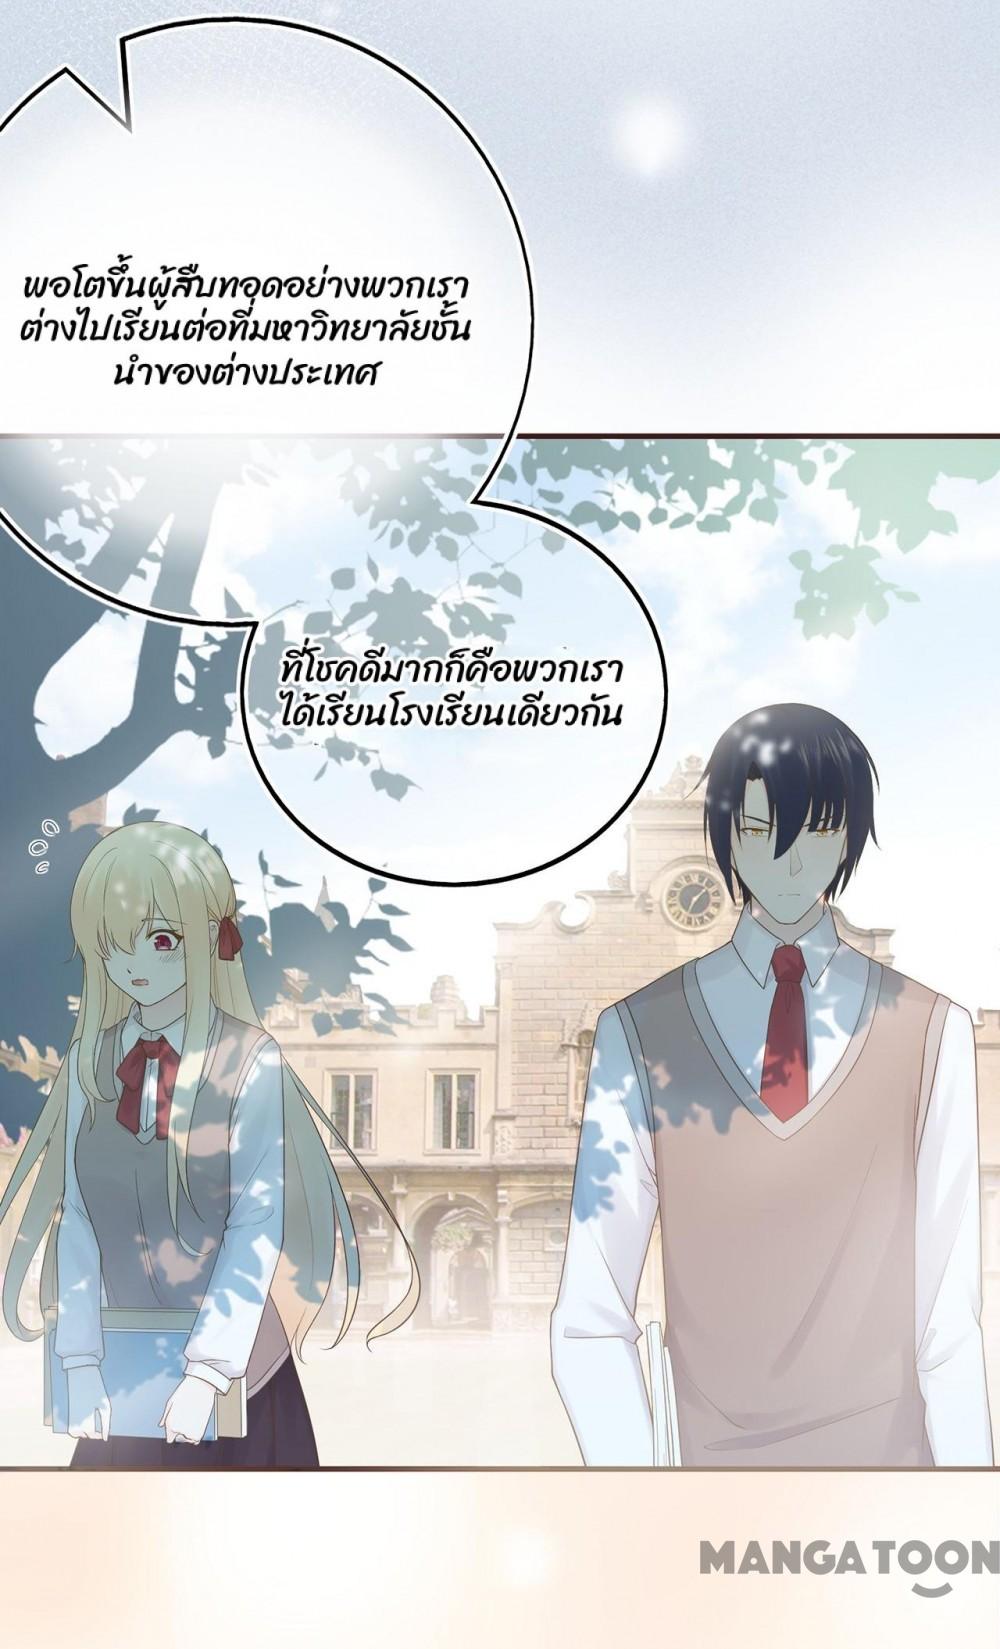 พอโตขึ้นผู้สืบทอดอย่างพวกเรา
ต่างไปเรียนต่อที่มหาวิทยาลัยชั้น
นำของต่างประเทศ
ที่โชคดีมากก็คือพวกเรา
ได้เรียนโรงเรียนเดียวกัน
MANGATOON